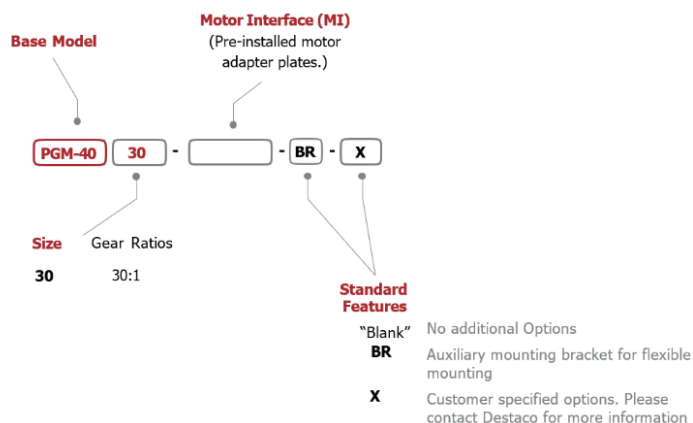 Motor Interface (MI)
(Pre-installed motor
adapter plates.)
Base Model
PGM-40 30 - - BR - X
Size Gear Ratios
30 30:1
Standard
Features
"Blank" No additional Options
BR Auxiliary mounting bracket for flexible
mounting
X Customer specified options. Please
contact Destaco for more information